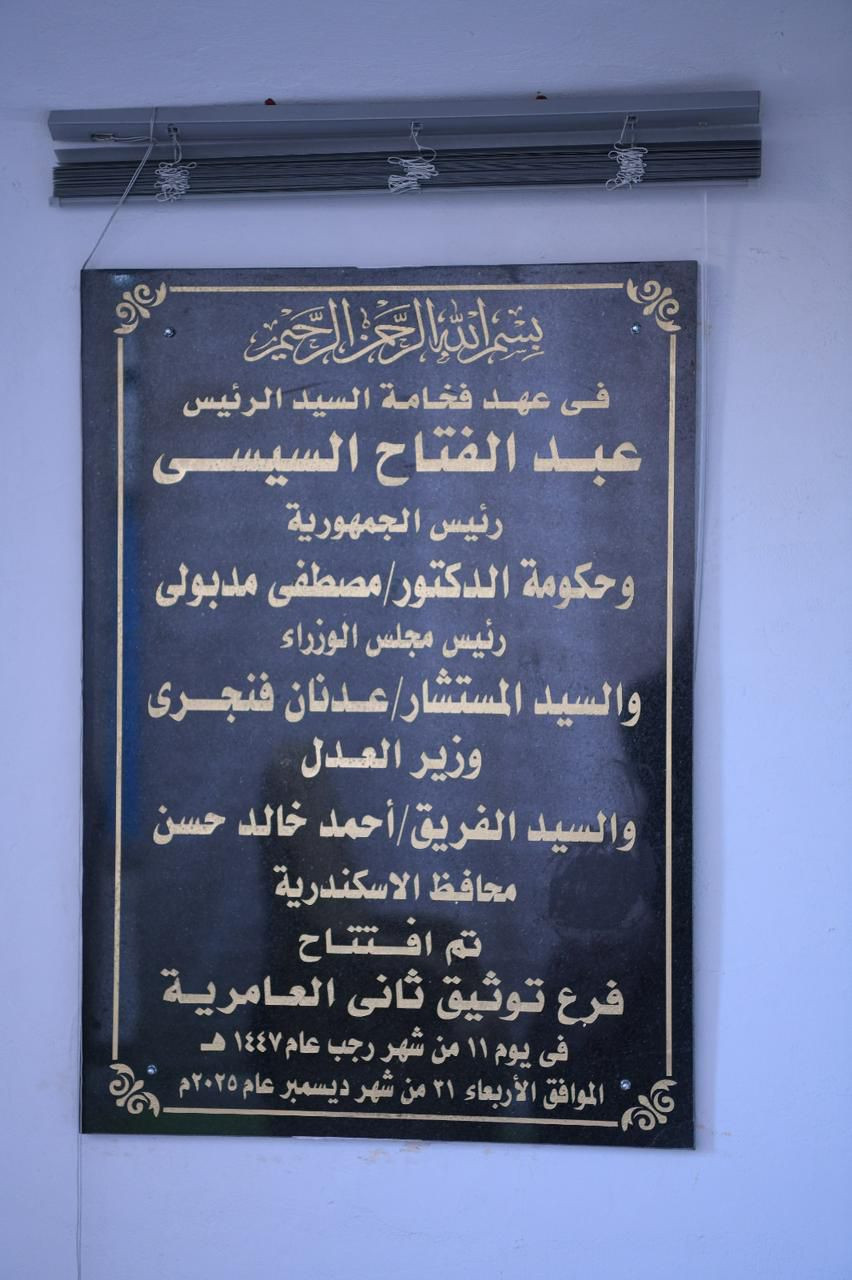 بسم الله الرحمن الرحيم
فى عهد فخامة السيد الرئيس
عبد الفتاح السيسى
رئيس الجمهورية
وحكومة الدكتور/مصطفى مدبولى
رئيس مجلس الوزراء
والسيد المستشار/عدنان فنجرى
وزير العدل
والسيد الفريق/أحمد خالد حسن
محافظ الاسكندرية
تم افتتاح
فرع توثيق ثانى العامرية
فى يوم ١١ من شهر رجب عام ١٤٤٧ هـ
الموافق الأربعاء ٣١ من شهر ديسمبر عام ٢٠٢٥م